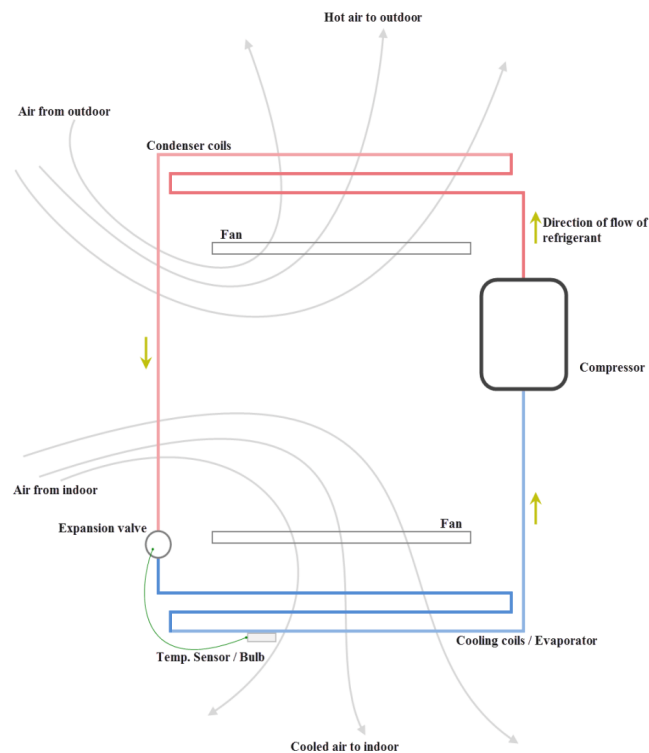 Hot air to outdoor
Air from outdoor
Condenser coils
Direction of flow of
refrigerant
Fan
Compressor
Air from indoor
Expansion valve
Fan
Cooling coils / Evaporator
Temp. Sensor / Bulb
Cooled air to indoor